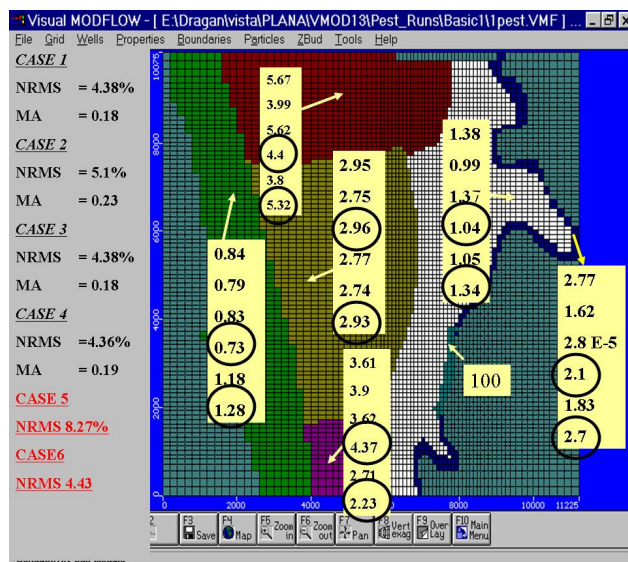 Visual MODFLOW - [ E:\Dragan\vista\PLANA\VMOD13\Pest_Runs\Basic1\1pest.VMF ] ...
File Grid Wells Properties Boundaries Particles ZBud Tools Help
CASE 1
NRMS = 4.38%
MA = 0.18
CASE 2
NRMS = 5.1%
MA = 0.23
CASE 3
NRMS = 4.38%
MA = 0.18
CASE 4
NRMS =4.36%
MA = 0.19
CASE 5
NRMS 8.27%
CASE6
NRMS 4.43
10075
8000
6000
4000
2000
0
5.67
3.99
5.62
4.4
3.8
5.32
2.95
2.75
2.96
2.77
2.74
2.93
1.38
0.99
1.37
1.04
1.05
1.34
0.84
0.79
0.83
0.73
1.18
1.28
2.77
1.62
2.8 E-5
2.1
1.83
2.7
3.61
3.9
3.62
4.37
2.71
2.23
100
0 2000 4000 8000 11225
F3 Save
F4 Map
F5 Zoom in
F6 Zoom out
F7 Pan
F8 Vert exag
F9 Over Lay
F10 Main Menu